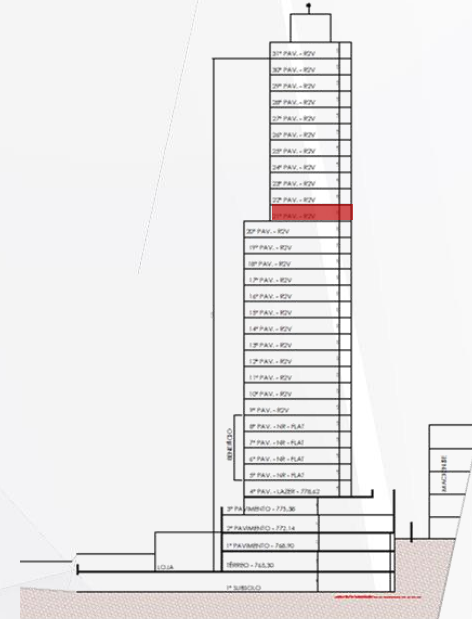 31º PAV. - R2V
30º PAV. - R2V
29º PAV. - R2V
28º PAV. - R2V
27º PAV. - R2V
26º PAV. - R2V
25º PAV. - R2V
24º PAV. - R2V
23º PAV. - R2V
22º PAV. - R2V
21º PAV. - R2V
20º PAV. - R2V
19º PAV. - R2V
18º PAV. - R2V
17º PAV. - R2V
16º PAV. - R2V
15º PAV. - R2V
14º PAV. - R2V
13º PAV. - R2V
12º PAV. - R2V
11º PAV. - R2V
10º PAV. - R2V
9º PAV. - R2V
8º PAV. - NR - FLAT
7º PAV. - NR - FLAT
6º PAV. - NR - FLAT
5º PAV. - NR - FLAT
BENEFÍCIO
4º PAV. - LAZER - 778,62
3º PAVIMENTO - 775,38
2º PAVIMENTO - 772,14
1º PAVIMENTO - 768,90
LOJA
TÉRREO - 765,30
1º SUBSOLO
MACKENZIE